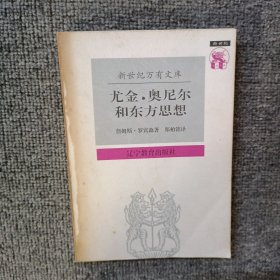 新世纪万有文库
尤金·奥尼尔
和东方思想
詹姆斯·罗宾森著 郑柏铭译
辽宁教育出版社